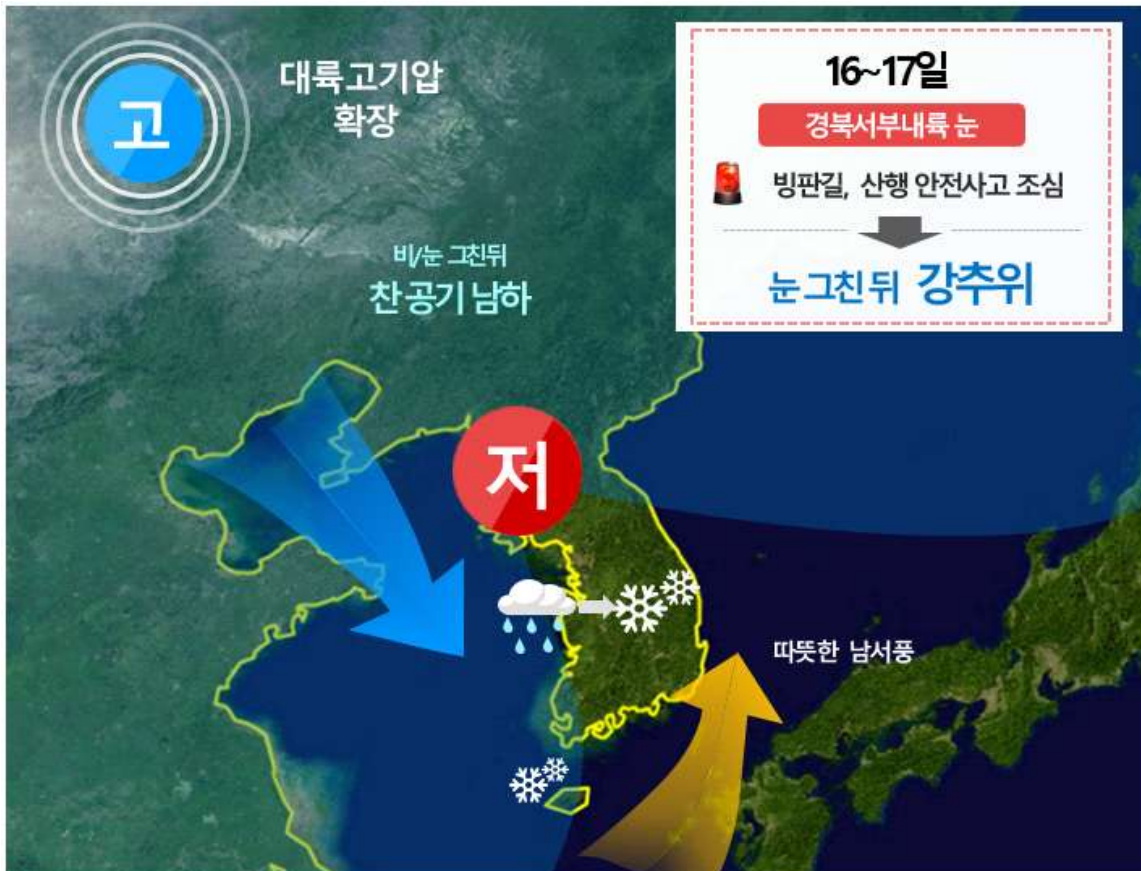 고
대륙고기압
확장
16~17일
경북서부내륙 눈
빙판길, 산행 안전사고 조심
눈 그친 뒤 강추위
비/눈 그친뒤
찬 공기 남하
저
따뜻한 남서풍